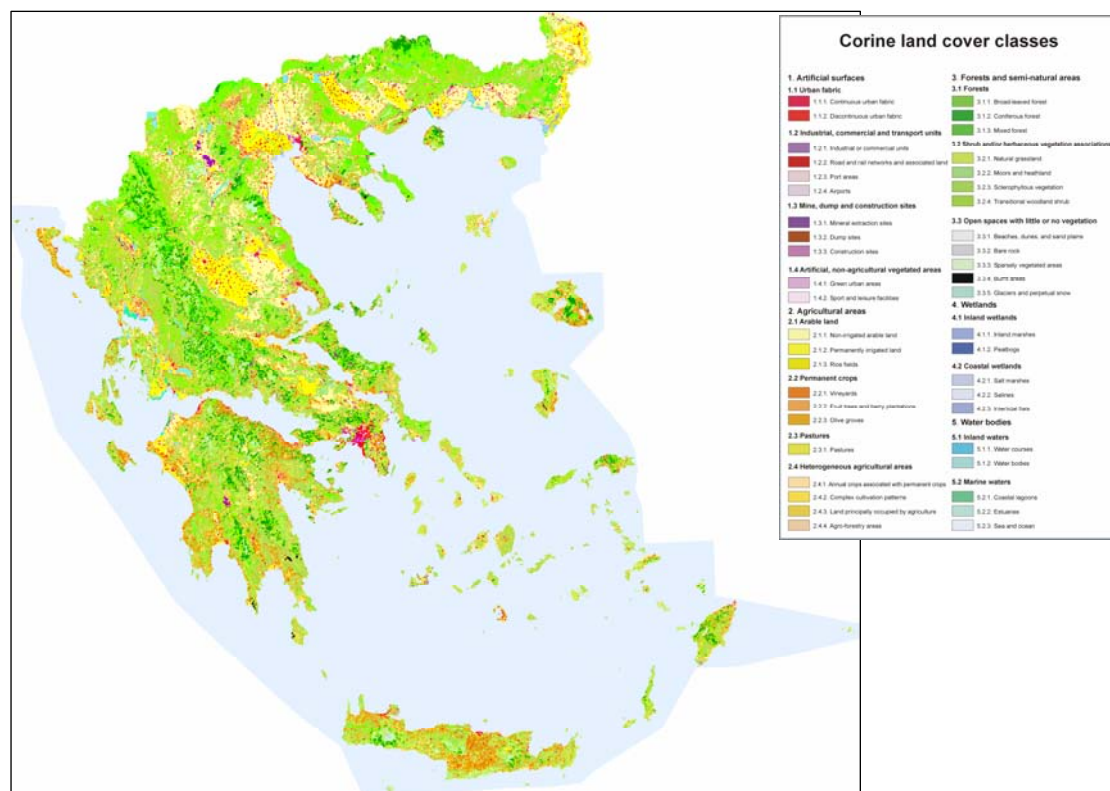 Corine land cover classes
1. Artificial surfaces
1.1 Urban fabric
1.1.1. Continuous urban fabric
1.1.2. Discontinuous urban fabric
1.2 Industrial, commercial and transport units
1.2.1. Industrial or commercial units
1.2.2. Road and rail networks and associated land
1.2.3. Port areas
1.2.4. Airports
1.3 Mine, dump and construction sites
1.3.1. Mineral extraction sites
1.3.2. Dump sites
1.3.3. Construction sites
1.4 Artificial, non-agricultural vegetated areas
1.4.1. Green urban areas
1.4.2. Sport and leisure facilities
2. Agricultural areas
2.1 Arable land
2.1.1. Non-irrigated arable land
2.1.2. Permanently irrigated land
2.1.3. Rice fields
2.2 Permanent crops
2.2.1. Vineyards
2.2.2. Fruit trees and berry plantations
2.2.3. Olive groves
2.3 Pastures
2.3.1. Pastures
2.4 Heterogeneous agricultural areas
2.4.1. Annual crops associated with permanent crops
2.4.2. Complex cultivation patterns
2.4.3. Land principally occupied by agriculture
2.4.4. Agro-forestry areas
3. Forests and semi-natural areas
3.1 Forests
3.1.1. Broad-leaved forest
3.1.2. Coniferous forest
3.1.3. Mixed forest
3.2 Shrub and/or herbaceous vegetation association
3.2.1. Natural grassland
3.2.2. Moors and heathland
3.2.3. Sclerophyllous vegetation
3.2.4. Transitional woodland shrub
3.3 Open spaces with little or no vegetation
3.3.1. Beaches, dunes, and sand plains
3.3.2. Bare rock
3.3.3. Sparsely vegetated areas
3.3.4. Burnt areas
3.3.5. Glaciers and perpetual snow
4. Wetlands
4.1 Inland wetlands
4.1.1. Inland marshes
4.1.2. Peatbogs
4.2 Coastal wetlands
4.2.1. Salt marshes
4.2.2. Salines
4.2.3. Intertidal flats
5. Water bodies
5.1 Inland waters
5.1.1. Water courses
5.1.2. Water bodies
5.2 Marine waters
5.2.1. Coastal lagoons
5.2.2. Estuaries
5.2.3. Sea and ocean